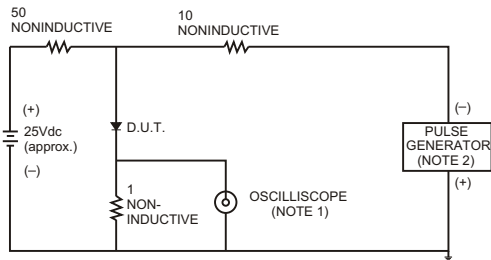 50
NONINDUCTIVE
10
NONINDUCTIVE
(+)
25Vdc
(approx.)
(–)
D.U.T.
1
NON-
INDUCTIVE
OSCILLISCOPE
(NOTE 1)
(–)
PULSE
GENERATOR
(NOTE 2)
(+)